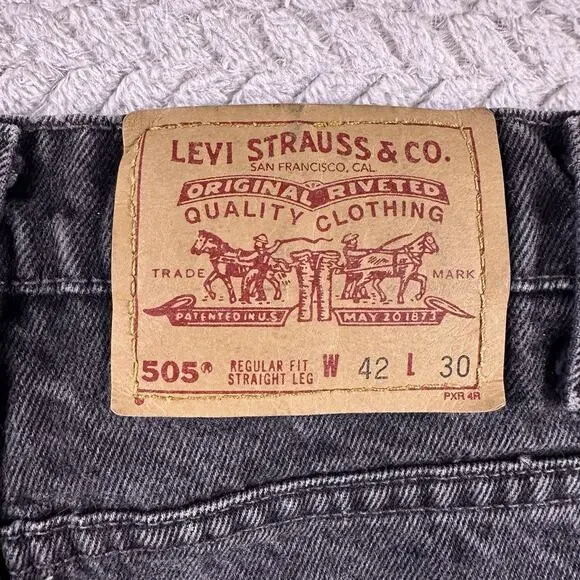 LEVI STRAUSS & CO.
SAN FRANCISCO, CAL.
ORIGINAL RIVETED
QUALITY CLOTHING
TRADE MARK
PATENTED IN U.S. MAY 20 1873
505® REGULAR FIT STRAIGHT LEG W 42 L 30
PXR 4R